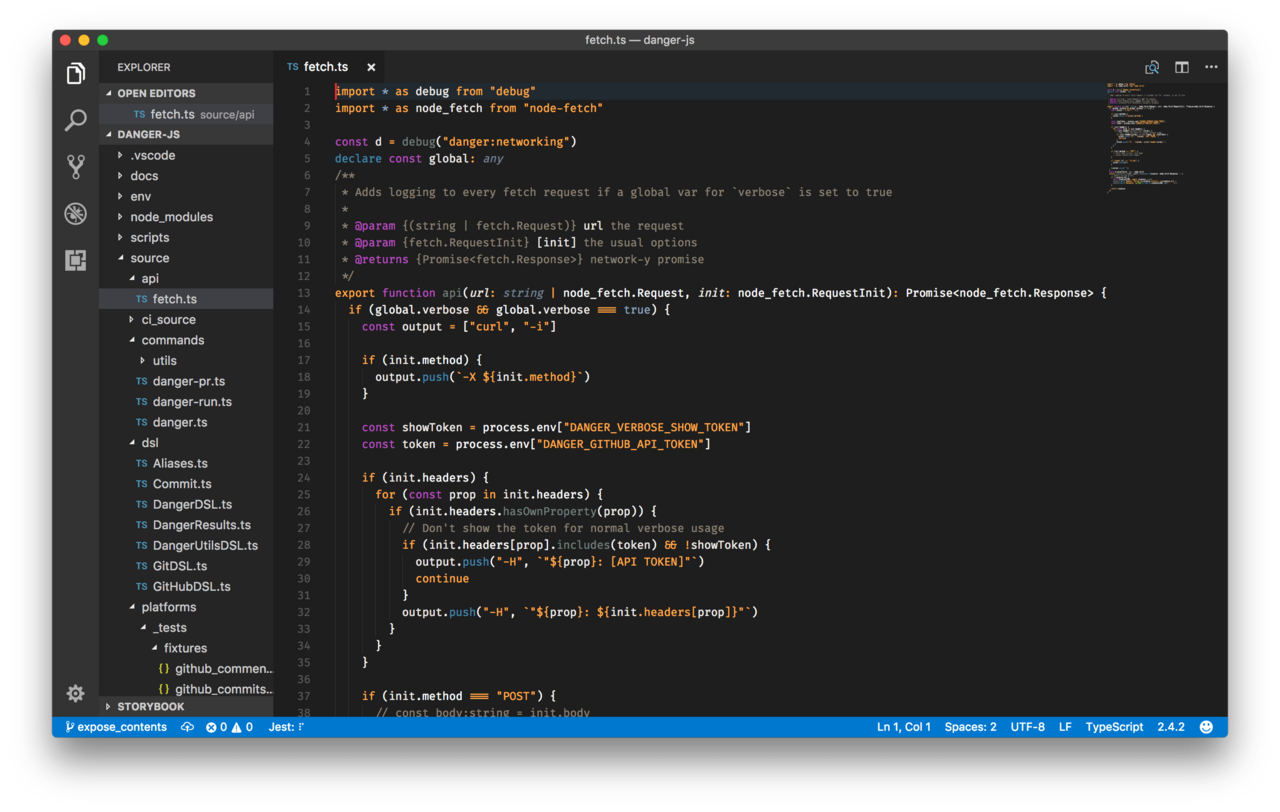 fetch.ts — danger-js
EXPLORER
OPEN EDITORS
TS fetch.ts source/api
DANGER-JS
.vscode
docs
env
node_modules
scripts
source
api
TS fetch.ts
ci_source
commands
utils
TS danger-pr.ts
TS danger-run.ts
TS danger.ts
dsl
TS Aliases.ts
TS Commit.ts
TS DangerDSL.ts
TS DangerResults.ts
TS DangerUtilsDSL.ts
TS GitDSL.ts
TS GitHubDSL.ts
platforms
_tests
fixtures
{} github_commen...
{} github_commits...
STORYBOOK
TS fetch.ts ×
1 import * as debug from "debug"
2 import * as node_fetch from "node-fetch"
3
4 const d = debug("danger:networking")
5 declare const global: any
6 /**
7 * Adds logging to every fetch request if a global var for `verbose` is set to true
8 *
9 * @param {(string | fetch.Request)} url the request
10 * @param {fetch.RequestInit} [init] the usual options
11 * @returns {Promise<fetch.Response>} network-y promise
12 */
13 export function api(url: string | node_fetch.Request, init: node_fetch.RequestInit): Promise<node_fetch.Response> {
14 if (global.verbose && global.verbose === true) {
15 const output = ["curl", "-i"]
16
17 if (init.method) {
18 output.push(`-X ${init.method}`)
19 }
20
21 const showToken = process.env["DANGER_VERBOSE_SHOW_TOKEN"]
22 const token = process.env["DANGER_GITHUB_API_TOKEN"]
23
24 if (init.headers) {
25 for (const prop in init.headers) {
26 if (init.headers.hasOwnProperty(prop)) {
27 // Don't show the token for normal verbose usage
28 if (init.headers[prop].includes(token) && !showToken) {
29 output.push("-H", `"${prop}: [API TOKEN]"`)
30 continue
31 }
32 output.push("-H", `"${prop}: ${init.headers[prop]}"`)
33 }
34 }
35 }
36
37 if (init.method === "POST") {
38 // const body:string = init.body
expose_contents 0 0 Jest:
Ln 1, Col 1 Spaces: 2 UTF-8 LF TypeScript 2.4.2